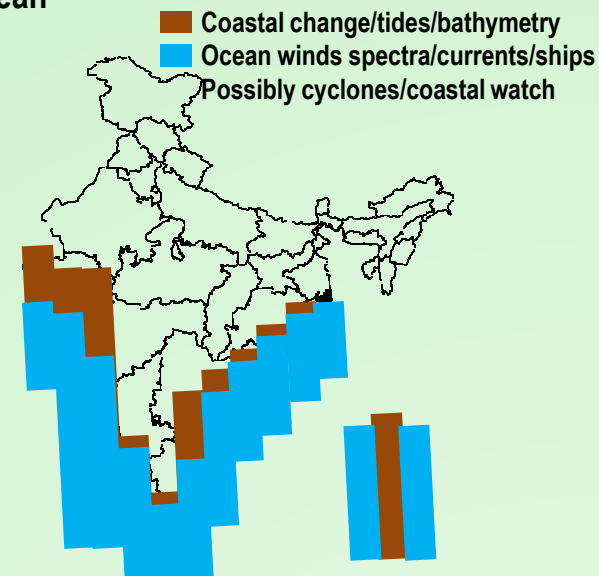 Coastal change/tides/bathymetry
Ocean winds spectra/currents/ships
Possibly cyclones/coastal watch